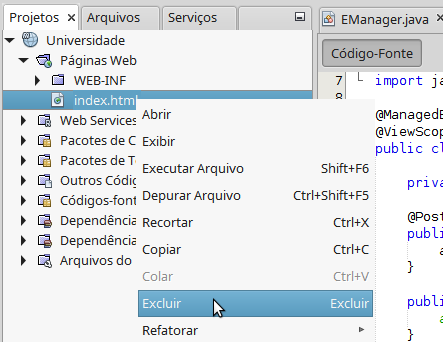 Projetos × Arquivos Serviços
Universidade
Páginas Web
WEB-INF
index.html
Web Services
Pacotes de C
Pacotes de T
Outros Códig
Códigos-font
Dependência
Dependência
Arquivos do
Abrir
Exibir
Executar Arquivo Shift+F6
Depurar Arquivo Ctrl+Shift+F5
Recortar Ctrl+X
Copiar Ctrl+C
Colar Ctrl+V
Excluir Excluir
Refatorar
EManager.java
Código-Fonte
7 import ja
8
@ManagedB
@ViewScop
public cl
priva
@Post
publi
a
}
publi
a
}